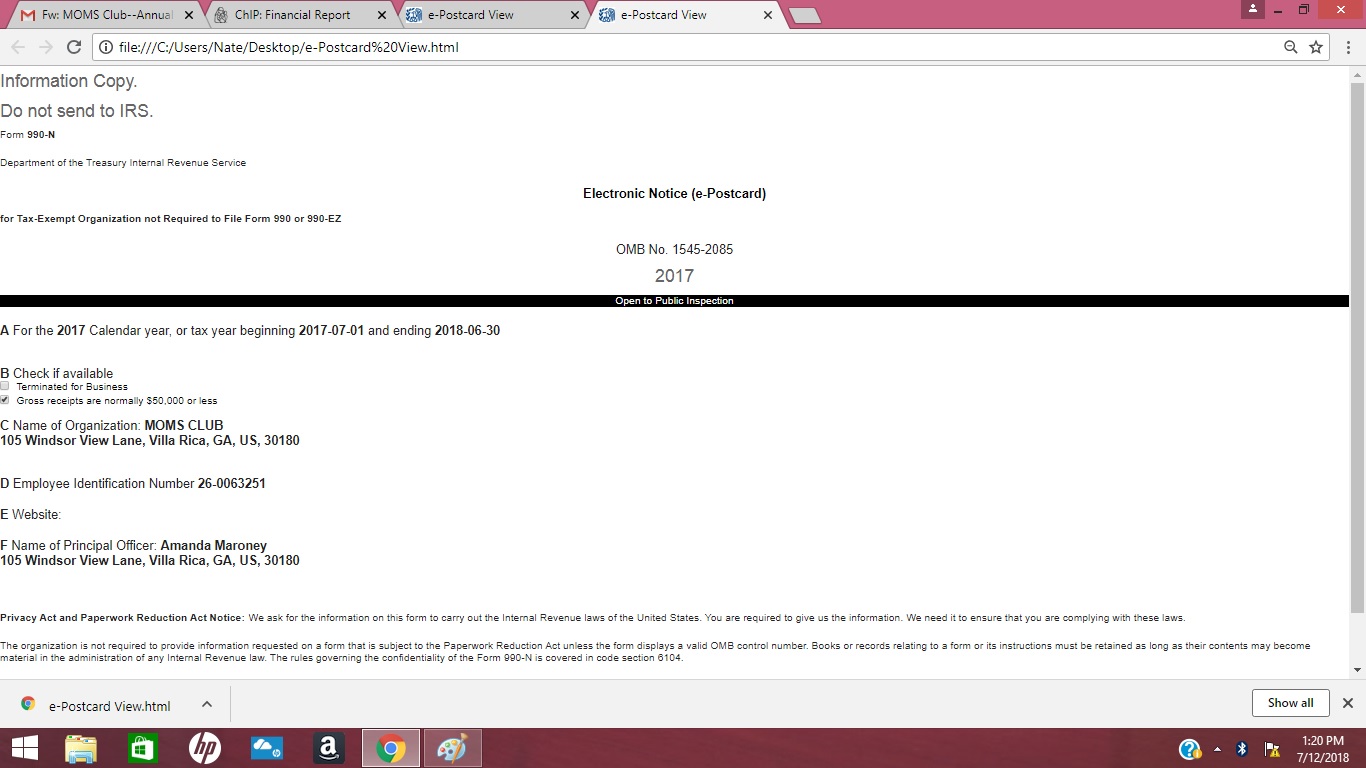 Fw: MOMS Club--Annual
ChIP: Financial Report
e-Postcard View
e-Postcard View
file:///C:/Users/Nate/Desktop/e-Postcard%20View.html
Information Copy.
Do not send to IRS.
Form 990-N
Department of the Treasury Internal Revenue Service
Electronic Notice (e-Postcard)
for Tax-Exempt Organization not Required to File Form 990 or 990-EZ
OMB No. 1545-2085
2017
Open to Public Inspection
A For the 2017 Calendar year, or tax year beginning 2017-07-01 and ending 2018-06-30
B Check if available
Terminated for Business
Gross receipts are normally $50,000 or less
C Name of Organization: MOMS CLUB
105 Windsor View Lane, Villa Rica, GA, US, 30180
D Employee Identification Number 26-0063251
E Website:
F Name of Principal Officer: Amanda Maroney
105 Windsor View Lane, Villa Rica, GA, US, 30180
Privacy Act and Paperwork Reduction Act Notice: We ask for the information on this form to carry out the Internal Revenue laws of the United States. You are required to give us the information. We need it to ensure that you are complying with these laws.
The organization is not required to provide information requested on a form that is subject to the Paperwork Reduction Act unless the form displays a valid OMB control number. Books or records relating to a form or its instructions must be retained as long as their contents may become
material in the administration of any Internal Revenue law. The rules governing the confidentiality of the Form 990-N is covered in code section 6104.
e-Postcard View.html
Show all
hp
a
1:20 PM
7/12/2018